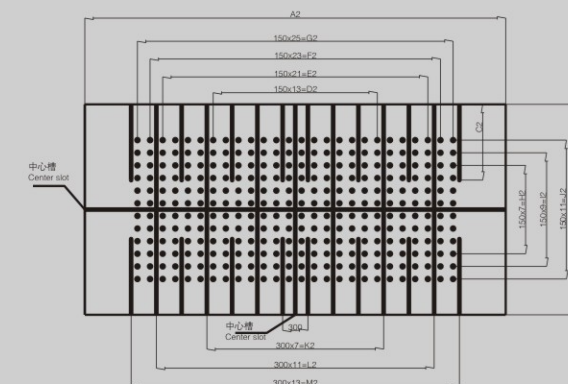 A2
150x25=G2
150x23=F2
150x21=E2
150x13=D2
C2
中心槽
Center slot
150x7=H2
150x9=I2
150x11=J2
中心槽
Center slot
300
300x7=K2
300x11=L2
300x13=M2